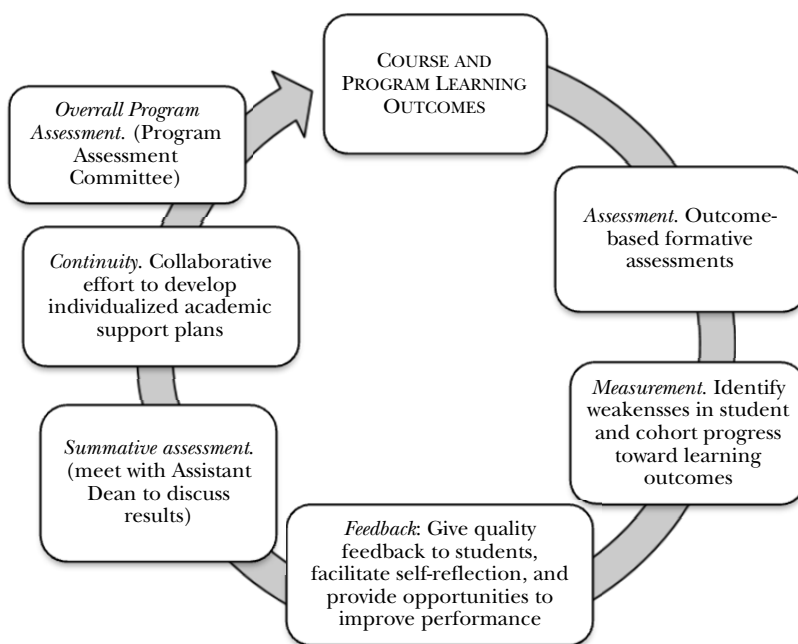 COURSE AND
PROGRAM LEARNING
OUTCOMES
Assessment. Outcome-
based formative
assessments
Measurement. Identify
weakensses in student
and cohort progress
toward learning
outcomes
Feedback: Give quality
feedback to students,
facilitate self-reflection, and
provide opportunities to
improve performance
Summative assessment.
(meet with Assistant
Dean to discuss
results)
Continuity. Collaborative
effort to develop
individualized academic
support plans
Overrall Program
Assessment. (Program
Assessment
Committee)